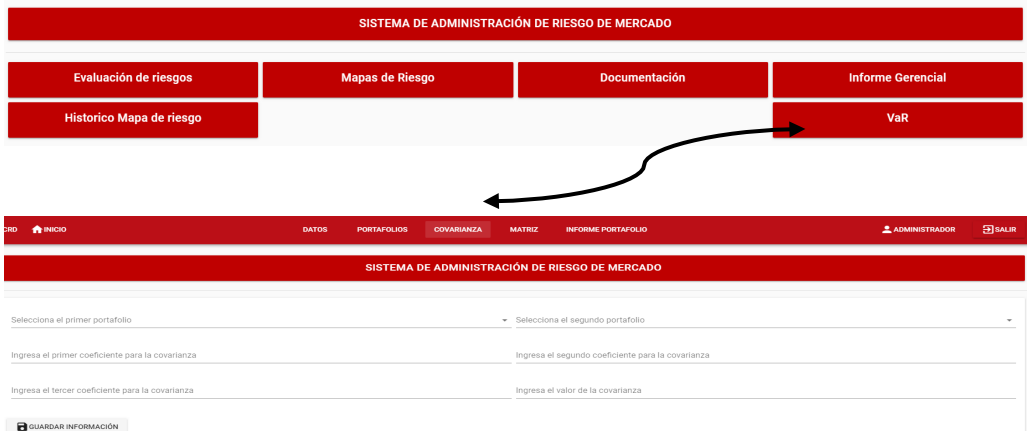 SISTEMA DE ADMINISTRACIÓN DE RIESGO DE MERCADO
Evaluación de riesgos Mapas de Riesgo Documentación Informe Gerencial
Historico Mapa de riesgo VaR
CRD INICIO DATOS PORTAFOLIOS COVARIANZA MATRIZ INFORME PORTAFOLIO ADMINISTRADOR SALIR
SISTEMA DE ADMINISTRACIÓN DE RIESGO DE MERCADO
Selecciona el primer portafolio Selecciona el segundo portafolio
Ingresa el primer coeficiente para la covarianza Ingresa el segundo coeficiente para la covarianza
Ingresa el tercer coeficiente para la covarianza Ingresa el valor de la covarianza
GUARDAR INFORMACIÓN